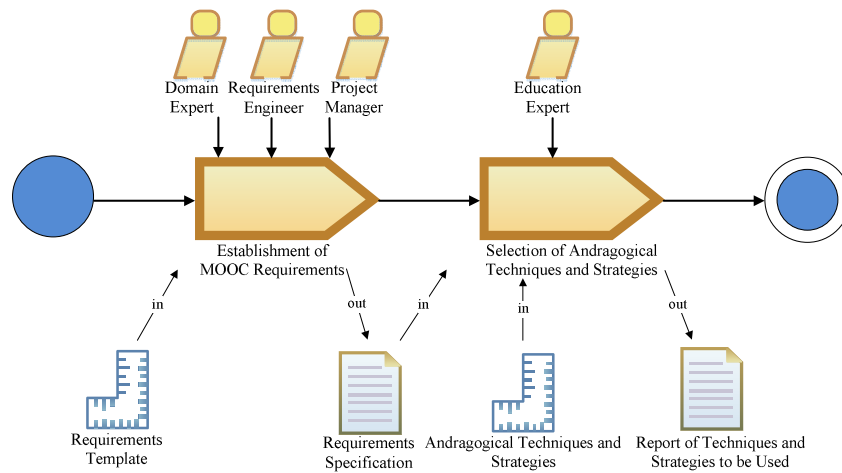 Domain
Expert
Requirements
Engineer
Project
Manager
Education
Expert
Establishment of
MOOC Requirements
Selection of Andragogical
Techniques and Strategies
in
out
in
in
out
Requirements
Template
Requirements
Specification
Andragogical Techniques and
Strategies
Report of Techniques and
Strategies to be Used